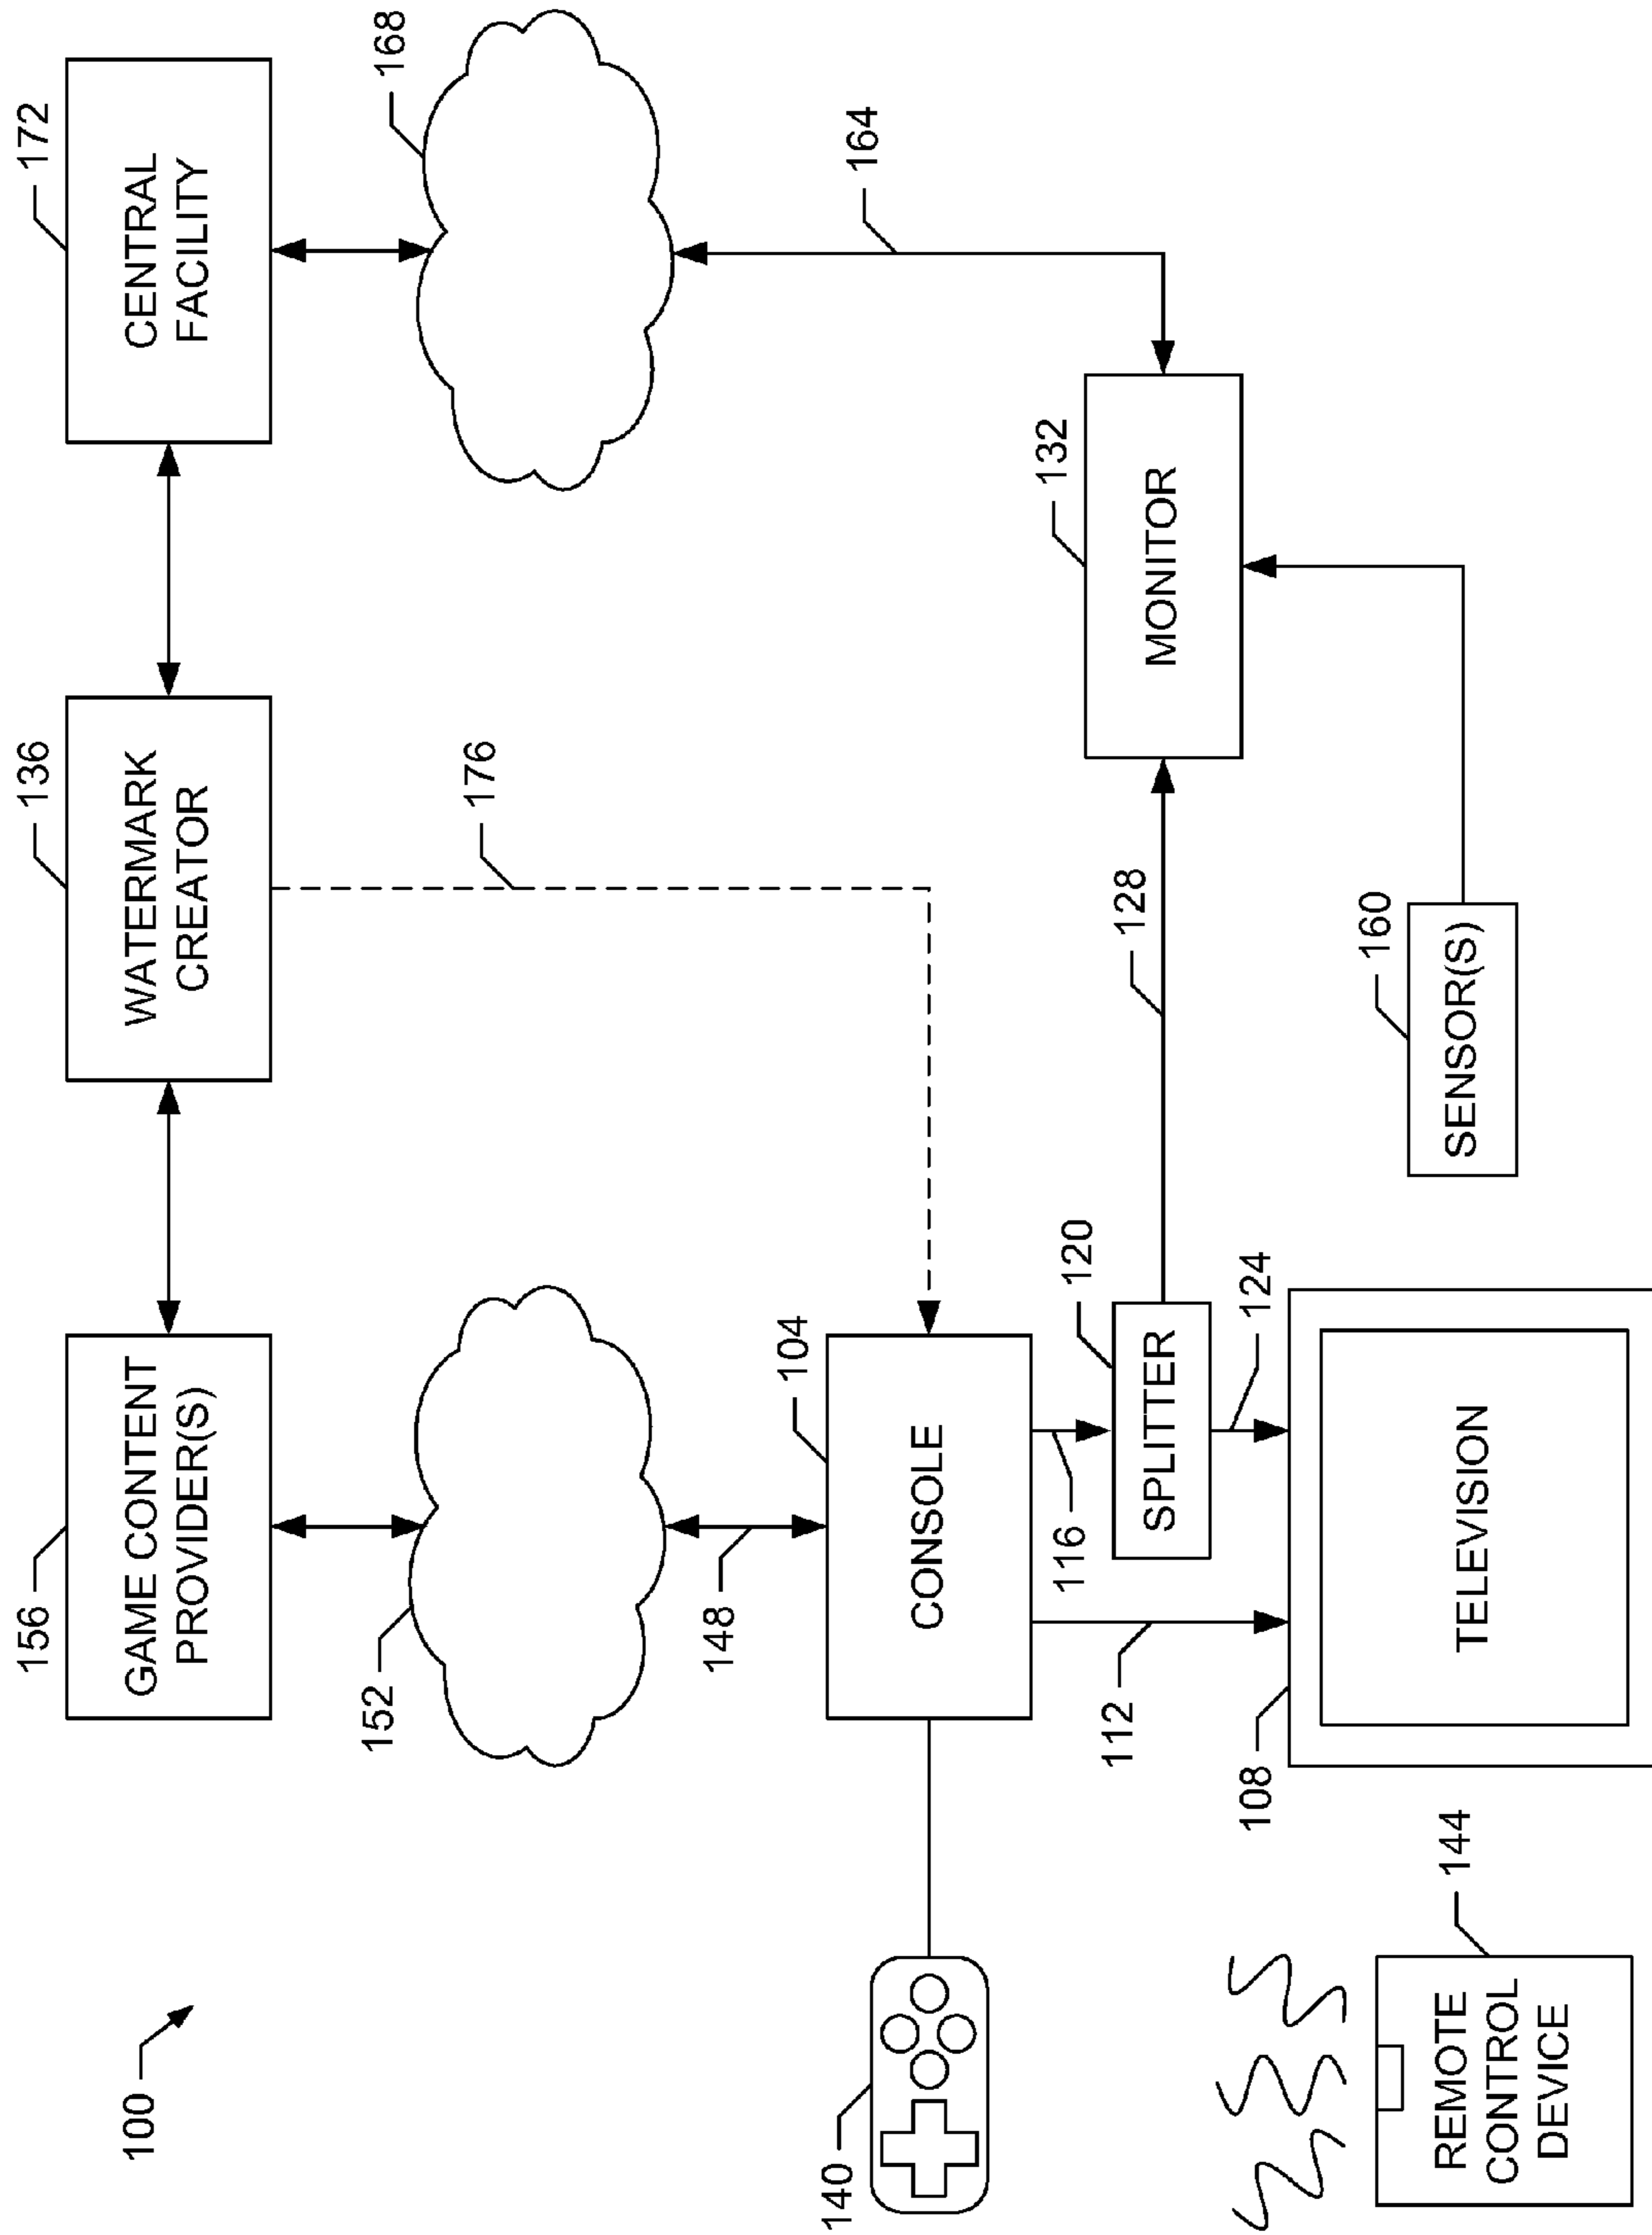 100
156
GAME CONTENT
PROVIDER(S)
136
WATERMARK
CREATOR
172
CENTRAL
FACILITY
152
168
176
148
164
140
104
CONSOLE
116
120
SPLITTER
128
132
MONITOR
112
124
108
TELEVISION
160
SENSOR(S)
144
REMOTE
CONTROL
DEVICE